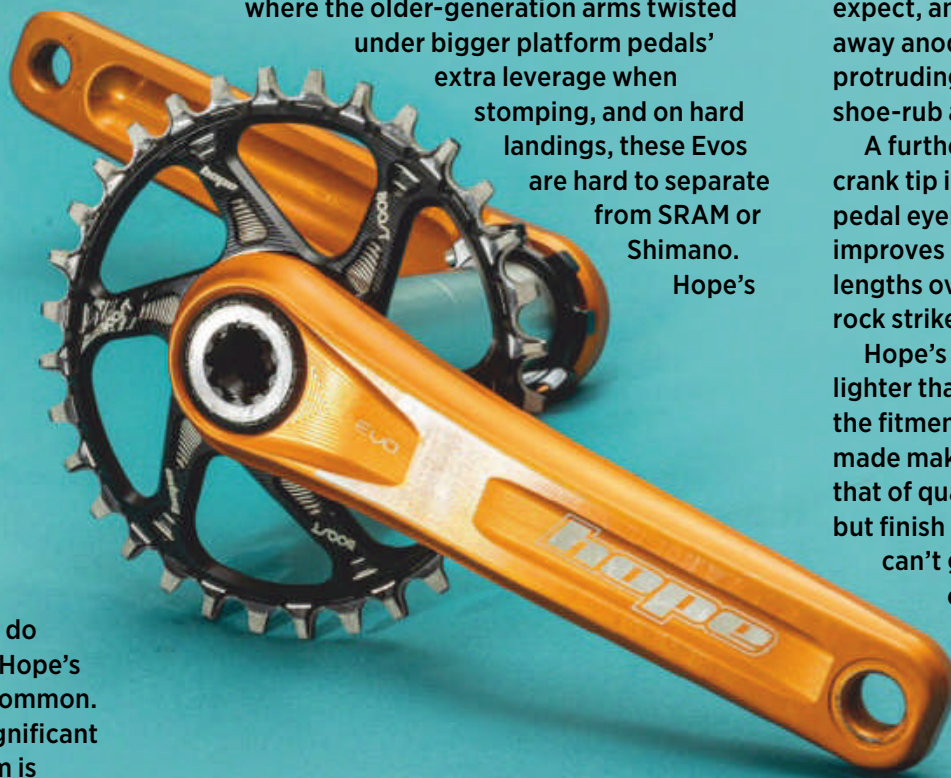 where the older-generation arms twisted
under bigger platform pedals'
extra leverage when
stomping, and on hard
landings, these Evos
are hard to separate
from SRAM or
Shimano.
Hope's
do
Hope's
ommon.
gnificant
m is
expect, an
away anod
protruding
shoe-rub a
A furthe
crank tip i
pedal eye
improves
lengths ov
rock strike
Hope's
lighter tha
the fitmen
made mak
that of qua
but finish
can't g
hope
EVO
hope